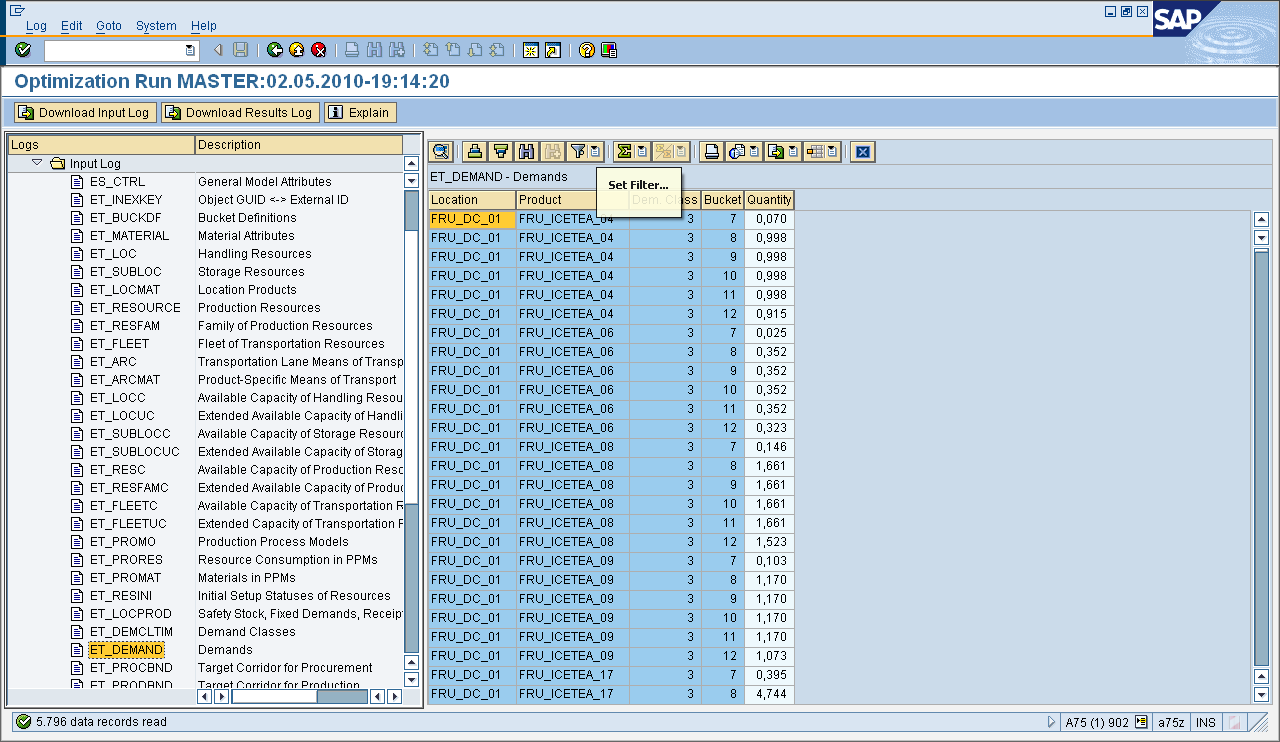 Log Edit Goto System Help
SAP
Optimization Run MASTER:02.05.2010-19:14:20
Download Input Log Download Results Log Explain
Logs Description
Input Log
ES_CTRL General Model Attributes
ET_INEXKEY Object GUID <-> External ID
ET_BUCKDF Bucket Definitions
ET_MATERIAL Material Attributes
ET_LOC Handling Resources
ET_SUBLOC Storage Resources
ET_LOCMAT Location Products
ET_RESOURCE Production Resources
ET_RESFAM Family of Production Resources
ET_FLEET Fleet of Transportation Resources
ET_ARC Transportation Lane Means of Transp
ET_ARCMAT Product-Specific Means of Transport
ET_LOCC Available Capacity of Handling Resou
ET_LOCUC Extended Available Capacity of Handli
ET_SUBLOCC Available Capacity of Storage Resourc
ET_SUBLOCUC Extended Available Capacity of Storag
ET_RESC Available Capacity of Production Reso
ET_RESFAMC Extended Available Capacity of Produc
ET_FLEETC Available Capacity of Transportation R
ET_FLEETUC Extended Capacity of Transportation F
ET_PROMO Production Process Models
ET_PRORES Resource Consumption in PPMs
ET_PROMAT Materials in PPMs
ET_RESINI Initial Setup Statuses of Resources
ET_LOCPROD Safety Stock, Fixed Demands, Receipt
ET_DEMCLTIM Demand Classes
ET_DEMAND Demands
ET_PROCBND Target Corridor for Procurement
ET_PRODBND Target Corridor for Production
ET_DEMAND - Demands
Set Filter...
Location Product Dem. Class Bucket Quantity
FRU_DC_01 FRU_ICETEA_04 3 7 0,070
FRU_DC_01 FRU_ICETEA_04 3 8 0,998
FRU_DC_01 FRU_ICETEA_04 3 9 0,998
FRU_DC_01 FRU_ICETEA_04 3 10 0,998
FRU_DC_01 FRU_ICETEA_04 3 11 0,998
FRU_DC_01 FRU_ICETEA_04 3 12 0,915
FRU_DC_01 FRU_ICETEA_06 3 7 0,025
FRU_DC_01 FRU_ICETEA_06 3 8 0,352
FRU_DC_01 FRU_ICETEA_06 3 9 0,352
FRU_DC_01 FRU_ICETEA_06 3 10 0,352
FRU_DC_01 FRU_ICETEA_06 3 11 0,352
FRU_DC_01 FRU_ICETEA_06 3 12 0,323
FRU_DC_01 FRU_ICETEA_08 3 7 0,146
FRU_DC_01 FRU_ICETEA_08 3 8 1,661
FRU_DC_01 FRU_ICETEA_08 3 9 1,661
FRU_DC_01 FRU_ICETEA_08 3 10 1,661
FRU_DC_01 FRU_ICETEA_08 3 11 1,661
FRU_DC_01 FRU_ICETEA_08 3 12 1,523
FRU_DC_01 FRU_ICETEA_09 3 7 0,103
FRU_DC_01 FRU_ICETEA_09 3 8 1,170
FRU_DC_01 FRU_ICETEA_09 3 9 1,170
FRU_DC_01 FRU_ICETEA_09 3 10 1,170
FRU_DC_01 FRU_ICETEA_09 3 11 1,170
FRU_DC_01 FRU_ICETEA_09 3 12 1,073
FRU_DC_01 FRU_ICETEA_17 3 7 0,395
FRU_DC_01 FRU_ICETEA_17 3 8 4,744
5.796 data records read
A75 (1) 902 a75z INS